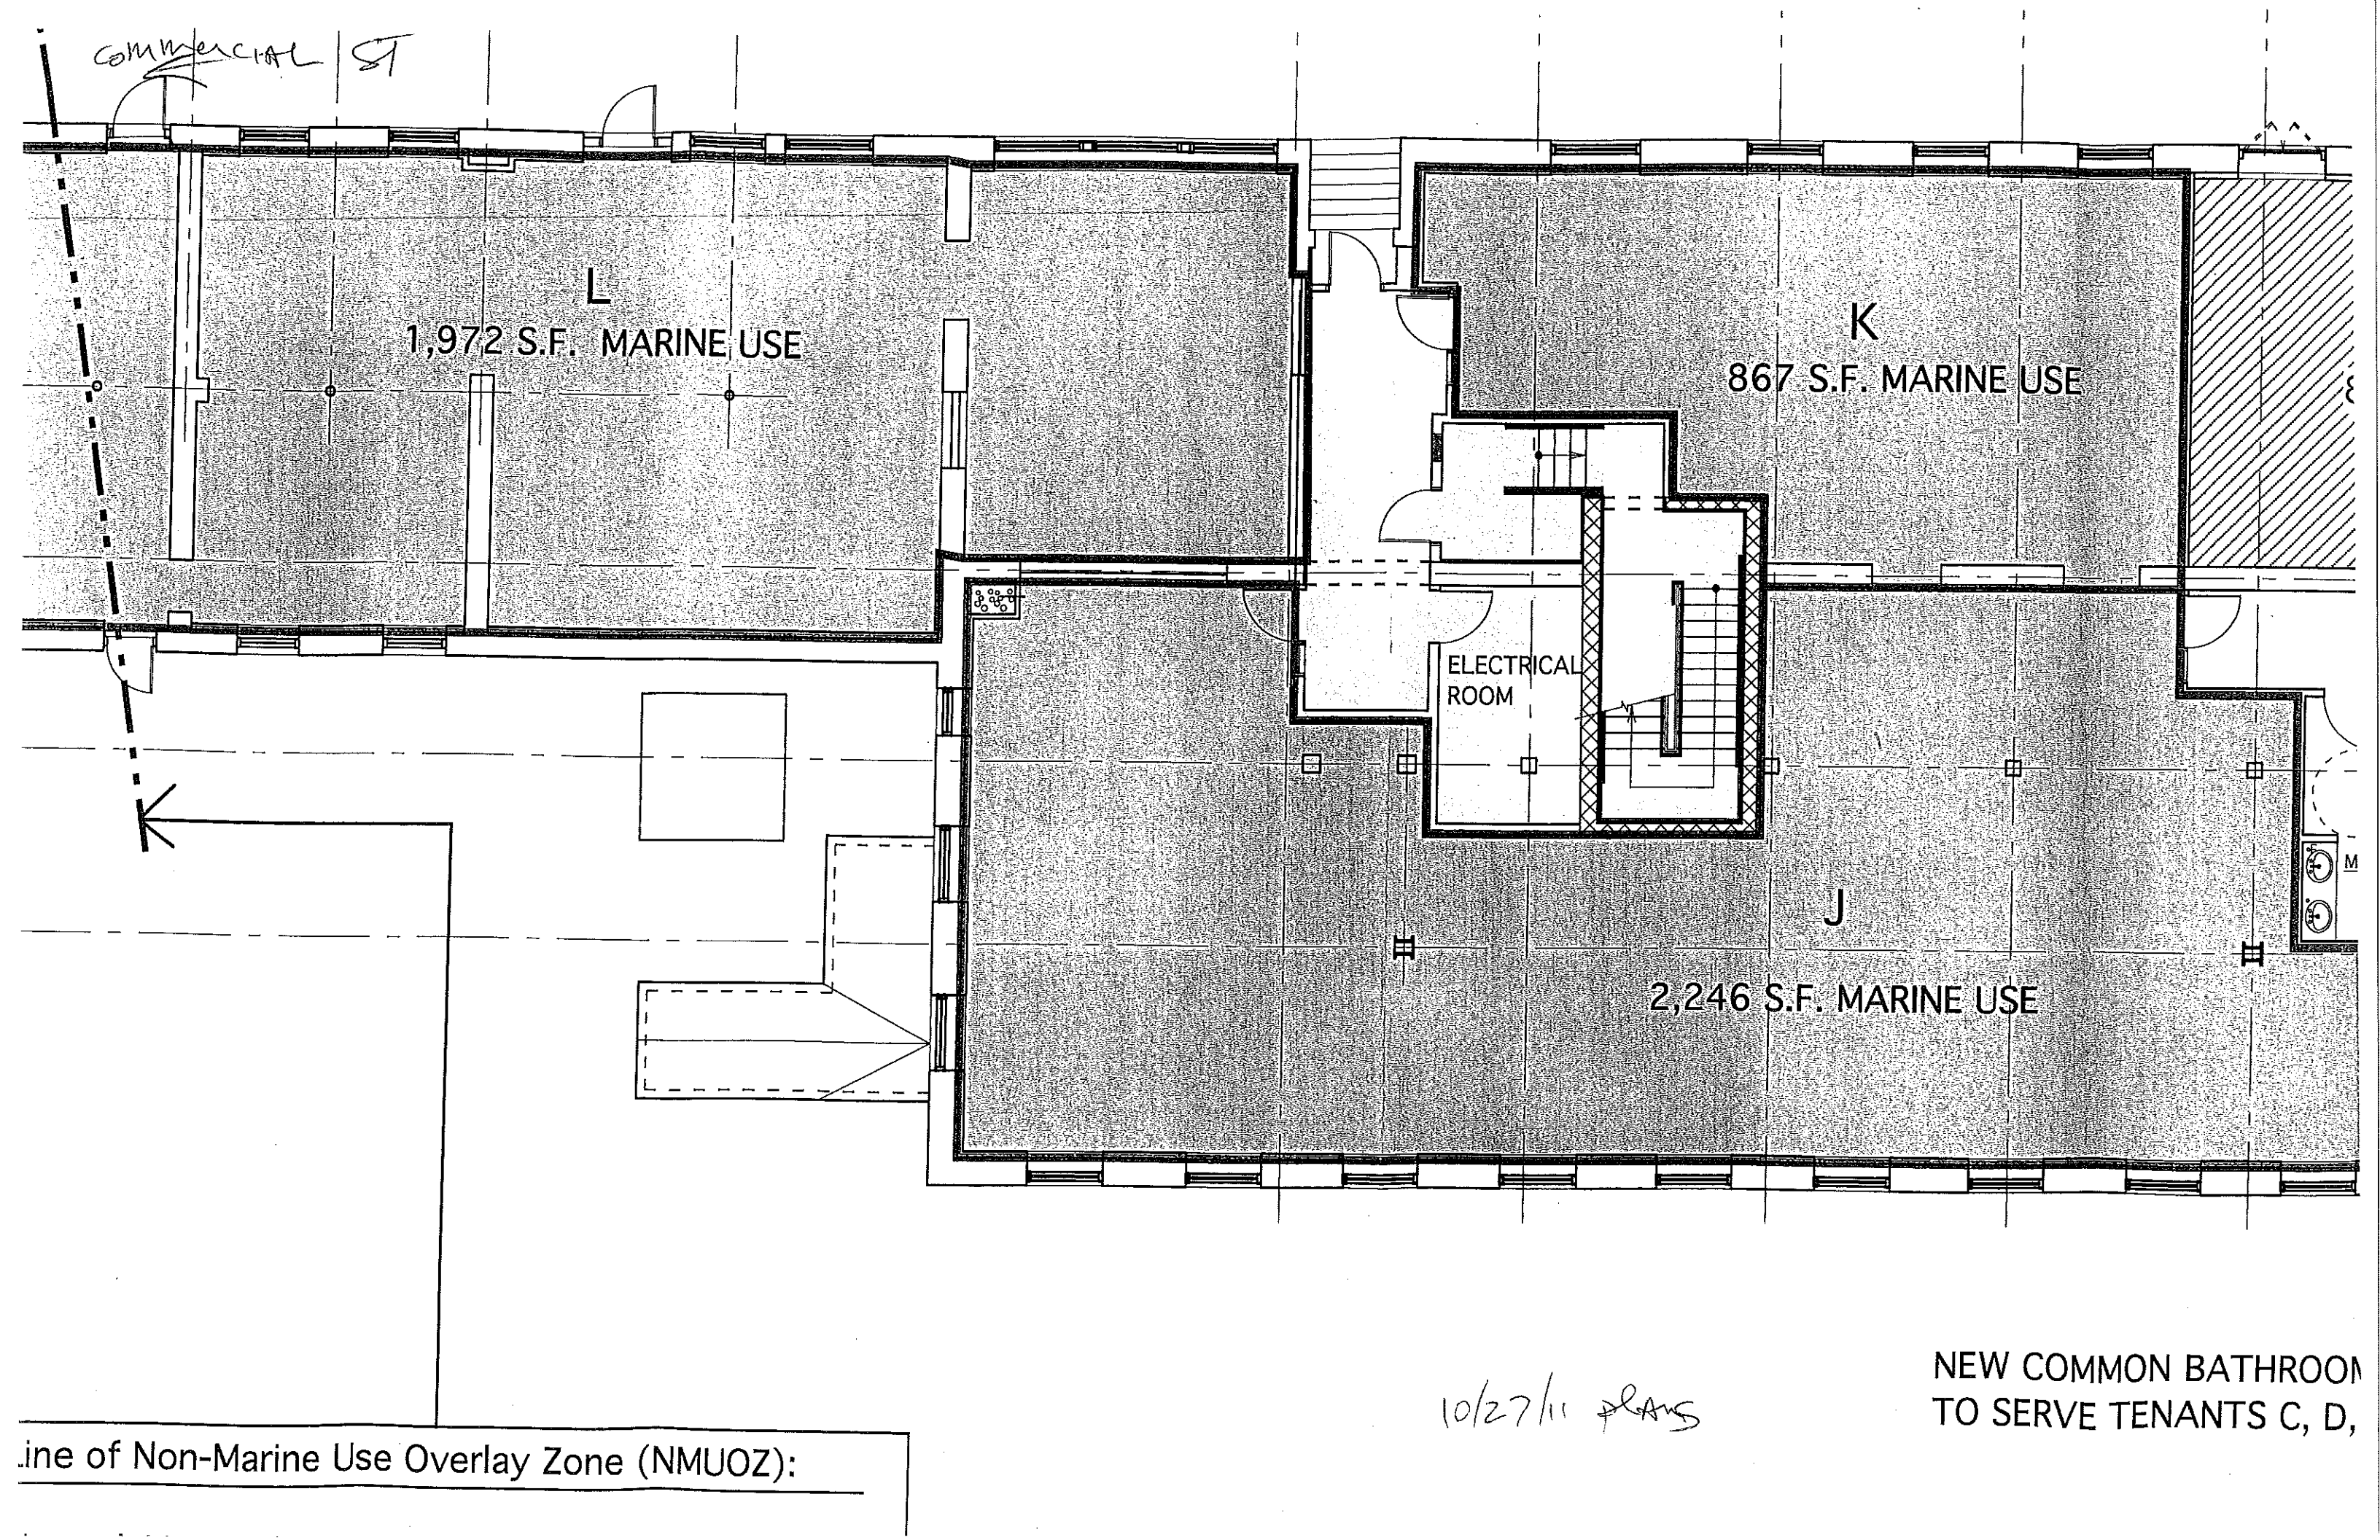 COMMERCIAL ST
L
1,972 S.F. MARINE USE
K
867 S.F. MARINE USE
ELECTRICAL
ROOM
M
J
2,246 S.F. MARINE USE
NEW COMMON BATHROOM
TO SERVE TENANTS C, D,
10/27/11 plans
Line of Non-Marine Use Overlay Zone (NMUOZ):